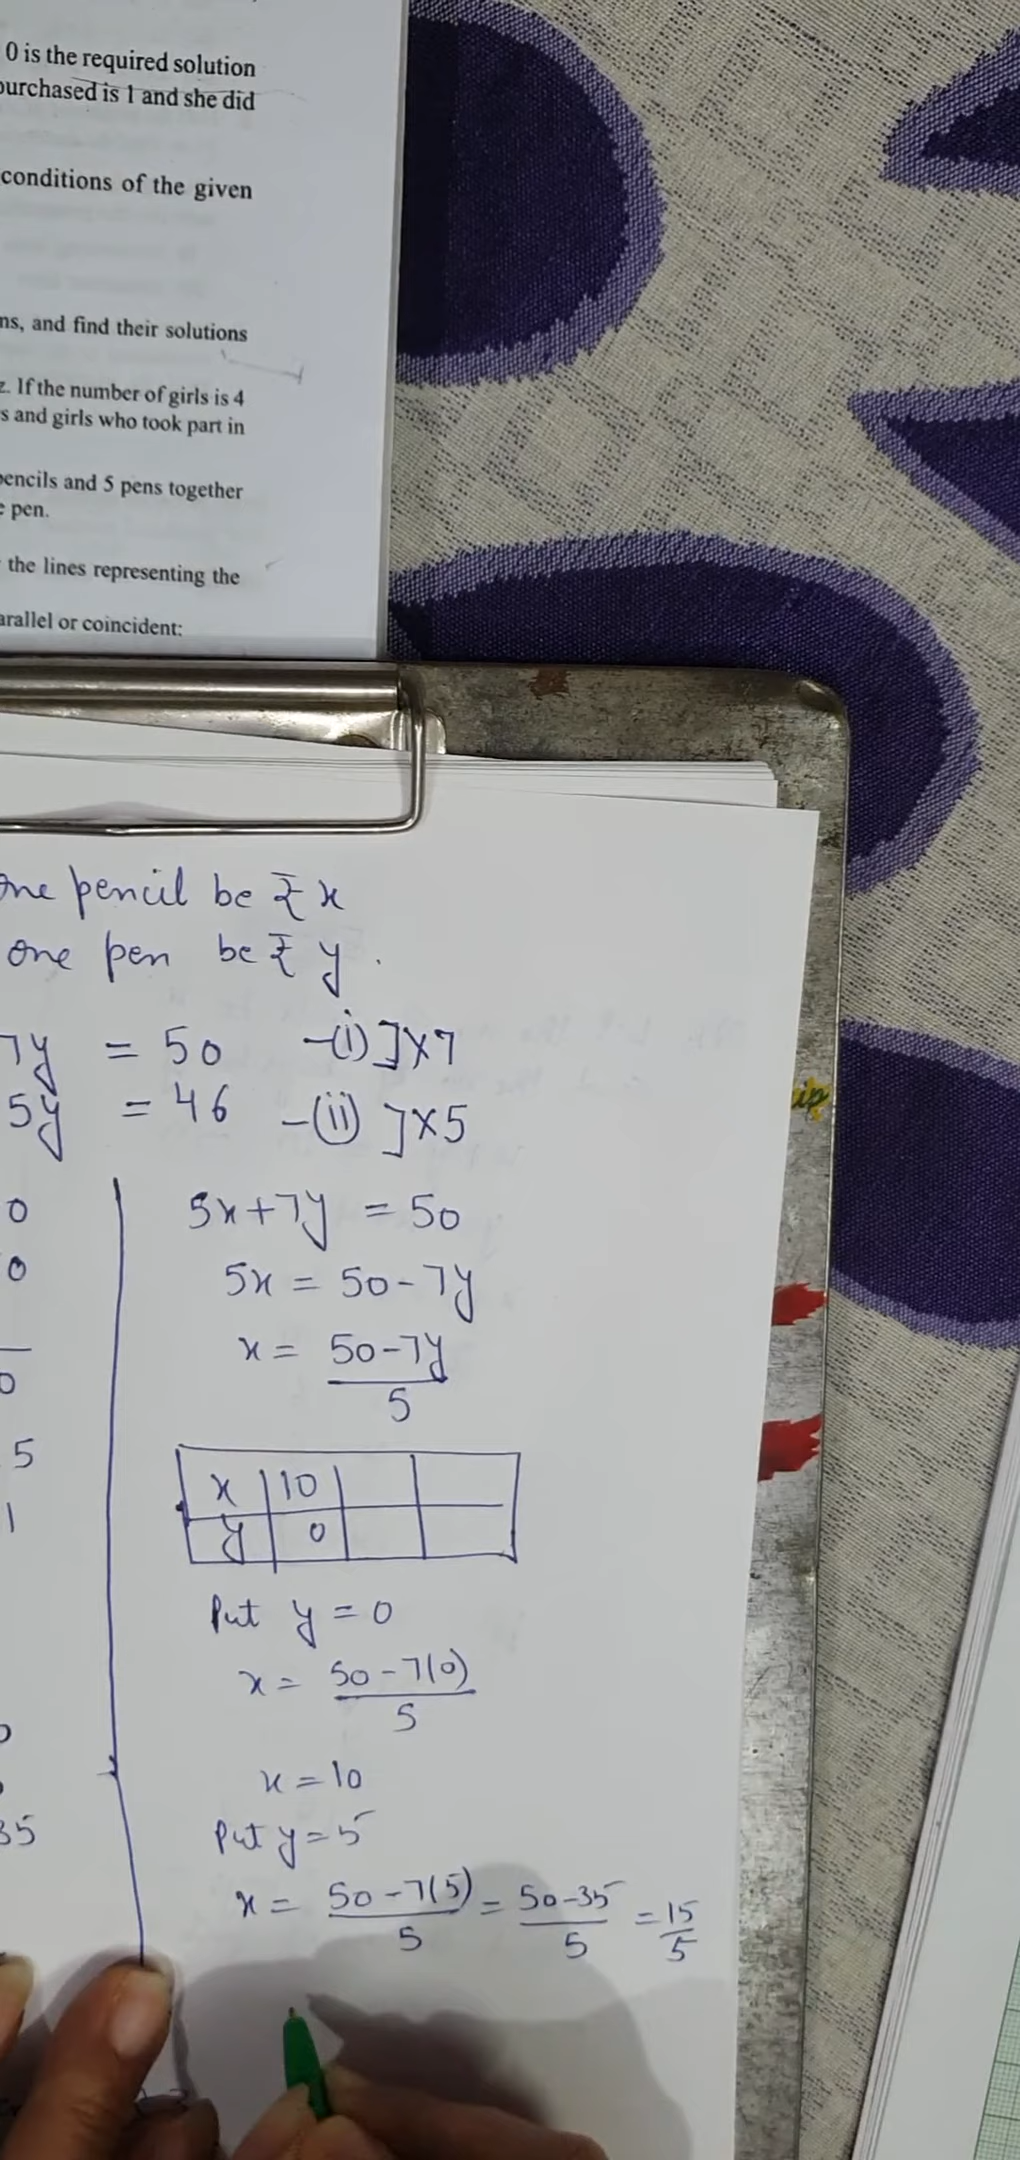 0 is the required solution
purchased is 1 and she did
conditions of the given
ns, and find their solutions
z. If the number of girls is 4
s and girls who took part in
pencils and 5 pens together
e pen.
the lines representing the
arallel or coincident:
One pencil be ₹ x
one pen be ₹ y.
7y = 50 -(i) ]×7
5y = 46 -(ii) ]×5
0
0
0
5
1
35
5x+7y = 50
5x = 50-7y
x = 50-7y
5
x 10
y 0
Put y = 0
x = 50-7(0)
5
x = 10
Put y = 5
x = 50-7(5) = 50-35 = 15
5 5 5